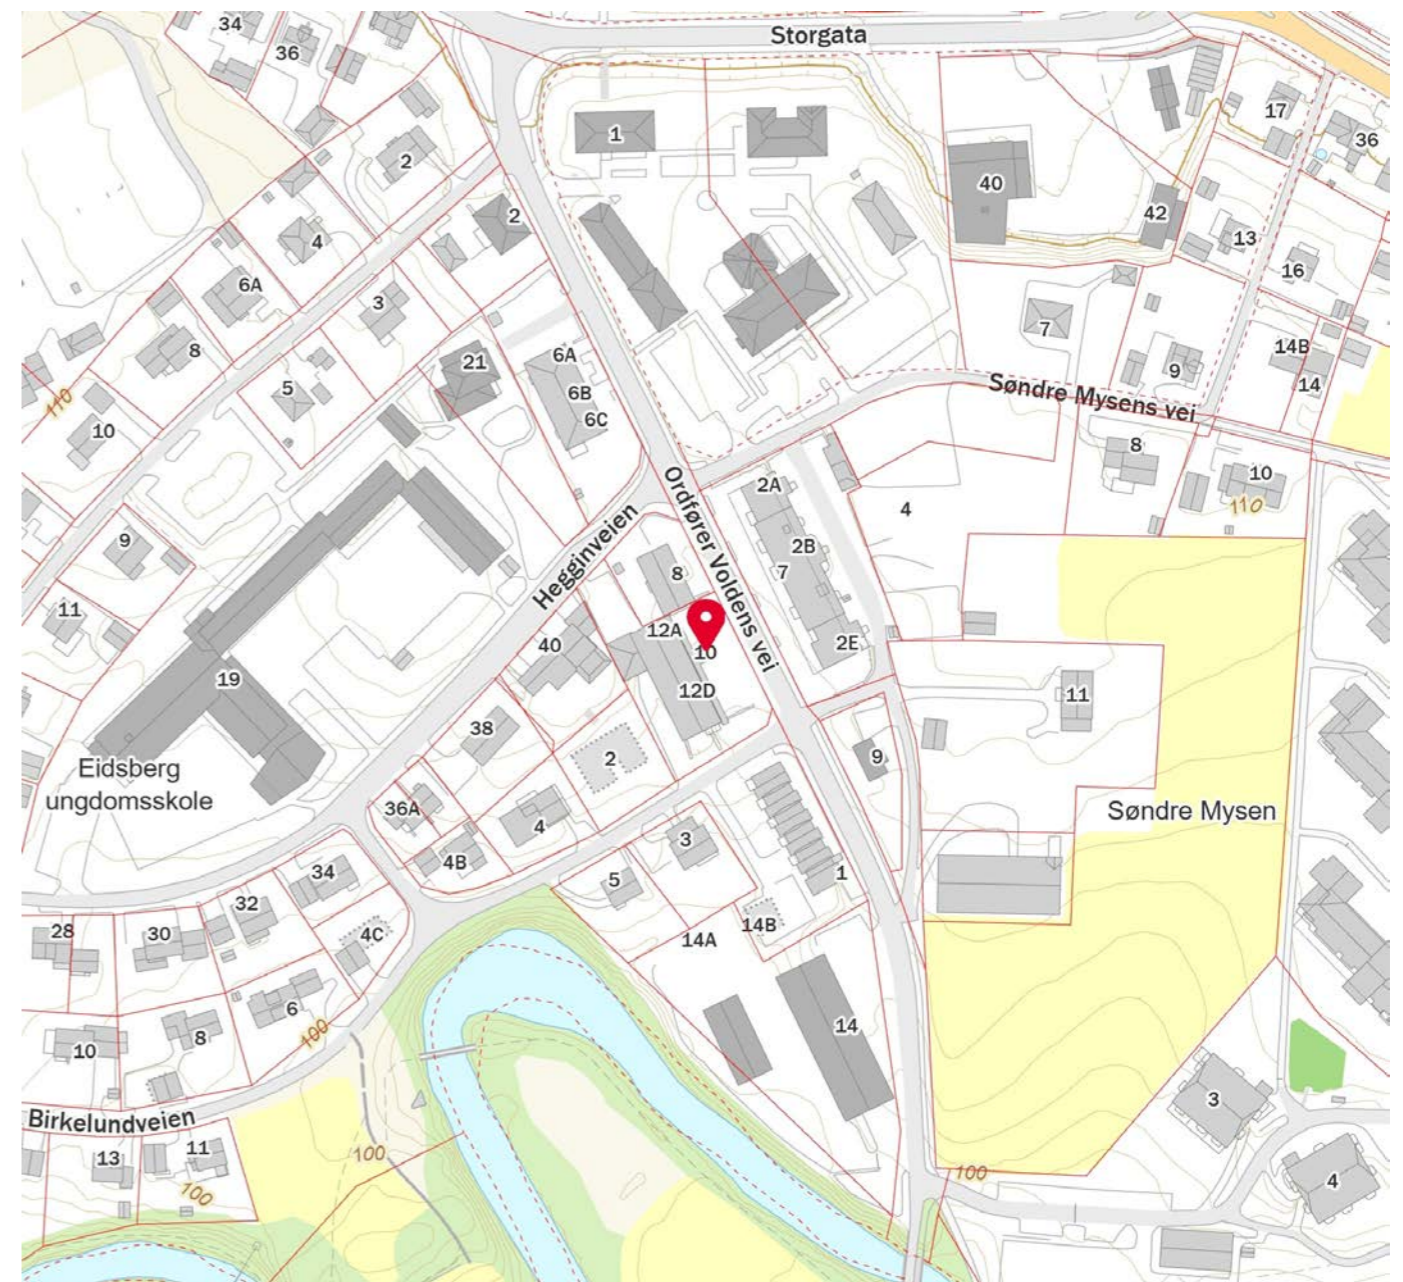 34
Storgata
36
17
1
36
2
40
42
2
13
4
16
6A
3
7
14B
8
6A
21
9
14
5
6B
Søndre Mysens vei
110
6C
10
8
10
2A
110
4
Ordfører Voldens vei
Hegginveien
9
2B
7
8
11
12A
40
2E
10
19
12D
11
38
9
2
Eidsberg
ungdomsskole
36A
Søndre Mysen
4
3
4B
34
5
1
32
14B
28
30
4C
14A
6
14
8
100
10
3
Birkelundveien
11
100
13
100
4
100